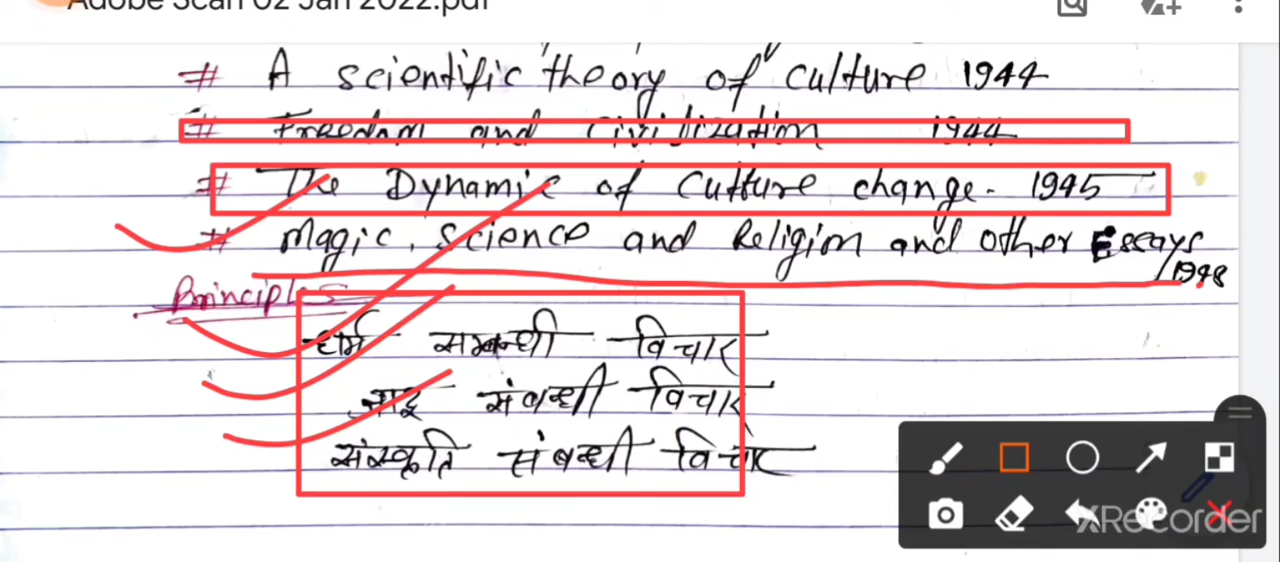 Adobe Scan 02 Jan 2022.pdf
# A scientific theory of culture 1944
# Freedom and civilization 1944
# The Dynamic of Culture change. 1945
# Magic, Science and Religion and other Essays
/1948
Principles
धर्म सम्बन्धी विचार
जादू संबन्धी विचार
संस्कृति संबन्धी विचार
XRecorder